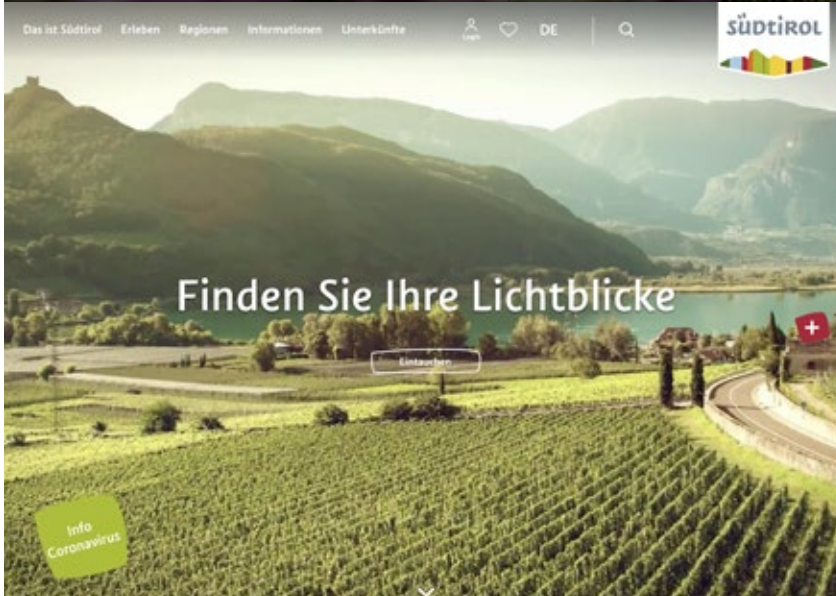 Das ist Südtirol Erleben Regionen Informationen Unterkünfte Login DE
SÜDTIROL
Finden Sie Ihre Lichtblicke
Eintauchen
Info
Coronavirus